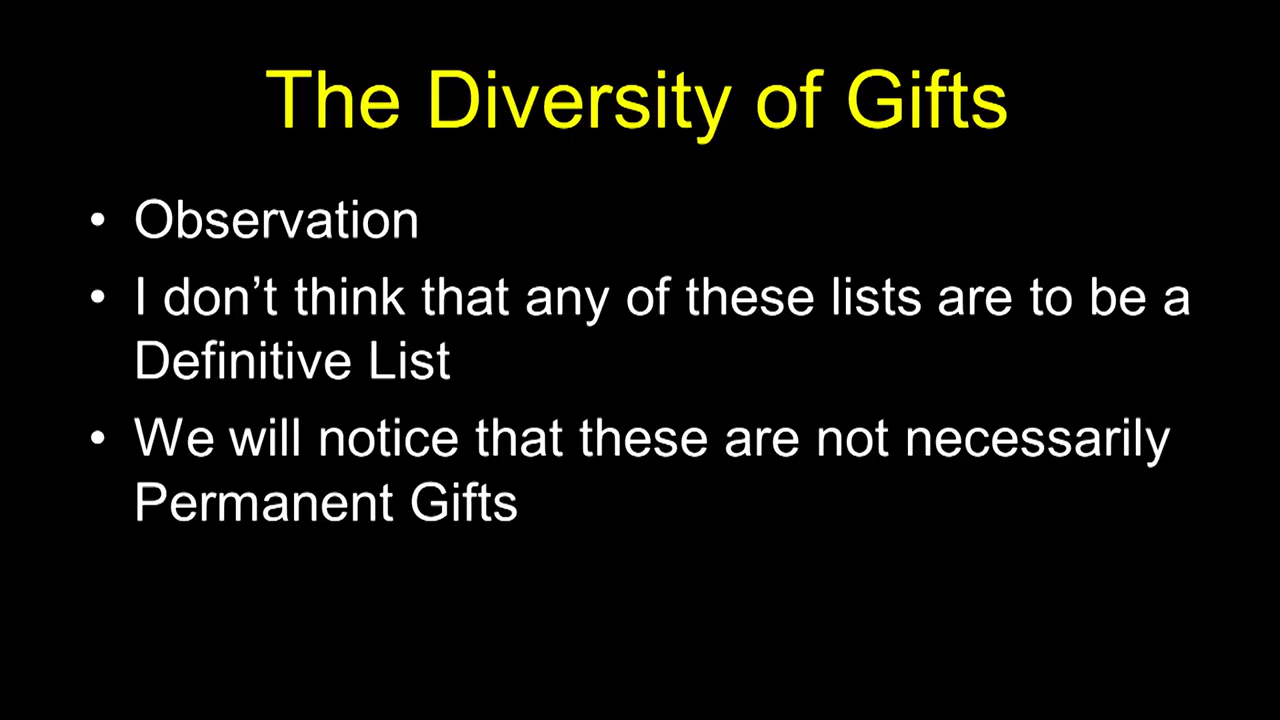 The Diversity of Gifts
• Observation
• I don’t think that any of these lists are to be a
Definitive List
• We will notice that these are not necessarily
Permanent Gifts